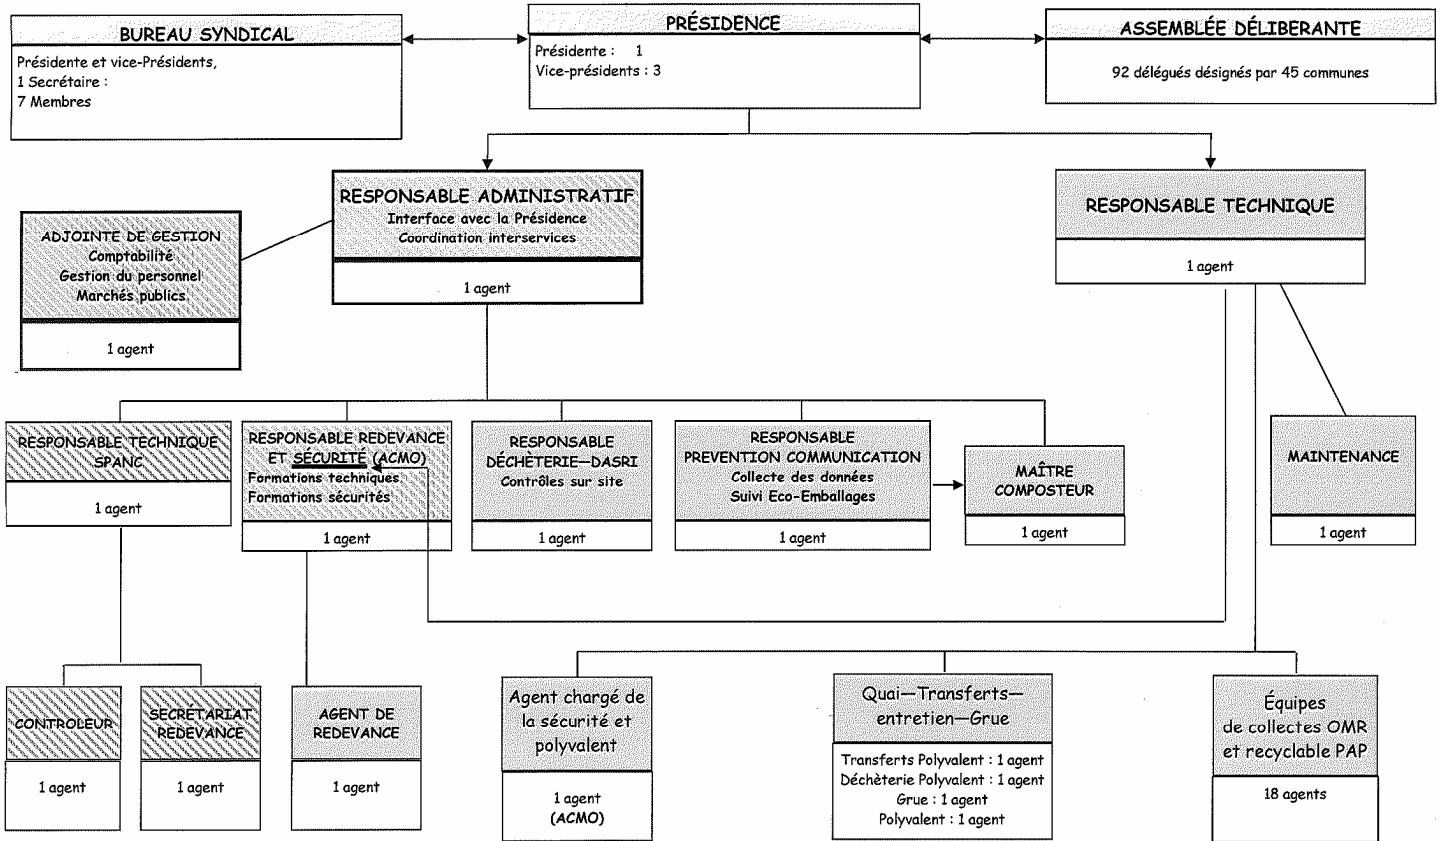 BUREAU SYNDICAL
Présidente et vice-Présidents,
1 Secrétaire :
7 Membres
PRÉSIDENCE
Présidente : 1
Vice-présidents : 3
ASSEMBLÉE DÉLIBERANTE
92 délégués désignés par 45 communes
RESPONSABLE ADMINISTRATIF
Interface avec la Présidence
Coordination interservices
1 agent
RESPONSABLE TECHNIQUE
1 agent
ADJOINTE DE GESTION
Comptabilité
Gestion du personnel
Marchés publics
1 agent
RESPONSABLE TECHNIQUE
SPANC
1 agent
RESPONSABLE REDEVANCE
ET SÉCURITÉ (ACMO)
Formations techniques
Formations sécurités
1 agent
RESPONSABLE
DÉCHÈTERIE—DASRI
Contrôles sur site
1 agent
RESPONSABLE
PREVENTION COMMUNICATION
Collecte des données
Suivi Eco-Emballages
1 agent
MAÎTRE
COMPOSTEUR
1 agent
MAINTENANCE
1 agent
CONTROLEUR
1 agent
SECRÉTARIAT
REDEVANCE
1 agent
AGENT DE
REDEVANCE
1 agent
Agent chargé de
la sécurité et
polyvalent
1 agent
(ACMO)
Quai—Transferts—
entretien—Grue
Transferts Polyvalent : 1 agent
Déchèterie Polyvalent : 1 agent
Grue : 1 agent
Polyvalent : 1 agent
Équipes
de collectes OMR
et recyclable PAP
18 agents